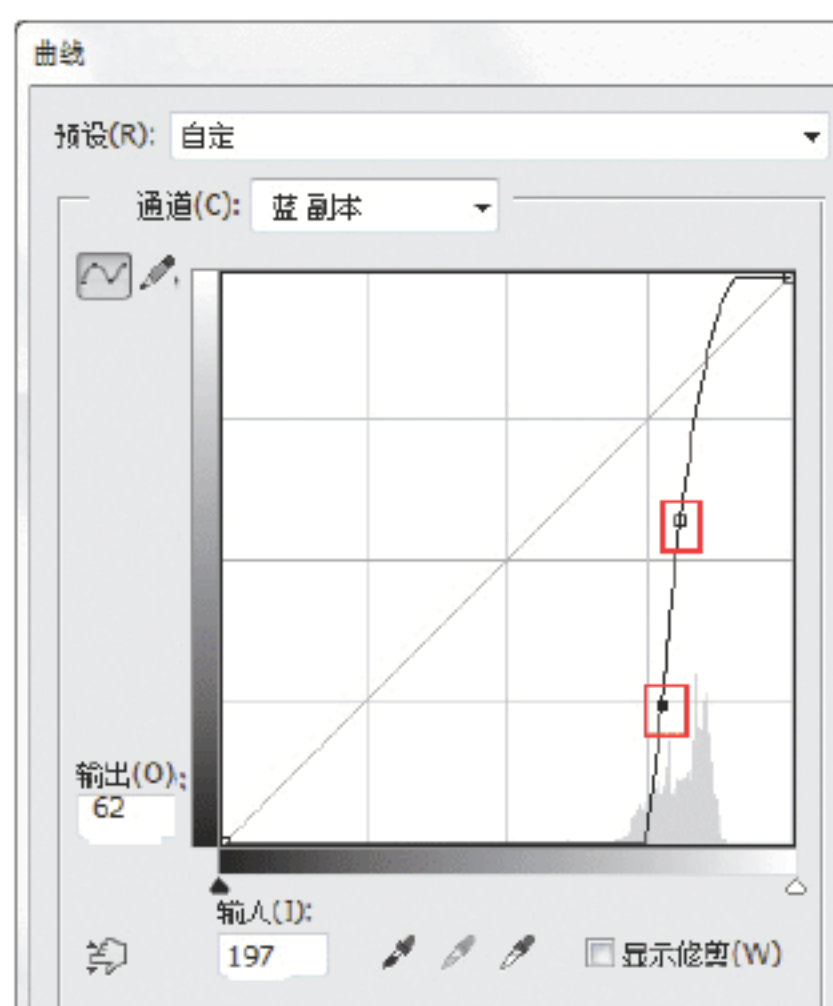 曲线
预设(R): 自定
通道(C): 蓝 副本
输出(O):
62
输入(I):
197
显示修剪(W)